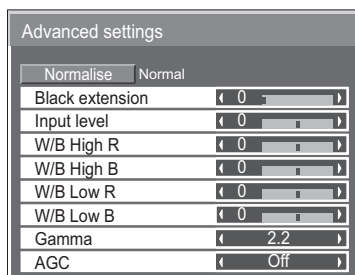 Advanced settings
Normalise Normal
Black extension 0
Input level 0
W/B High R 0
W/B High B 0
W/B Low R 0
W/B Low B 0
Gamma 2.2
AGC Off